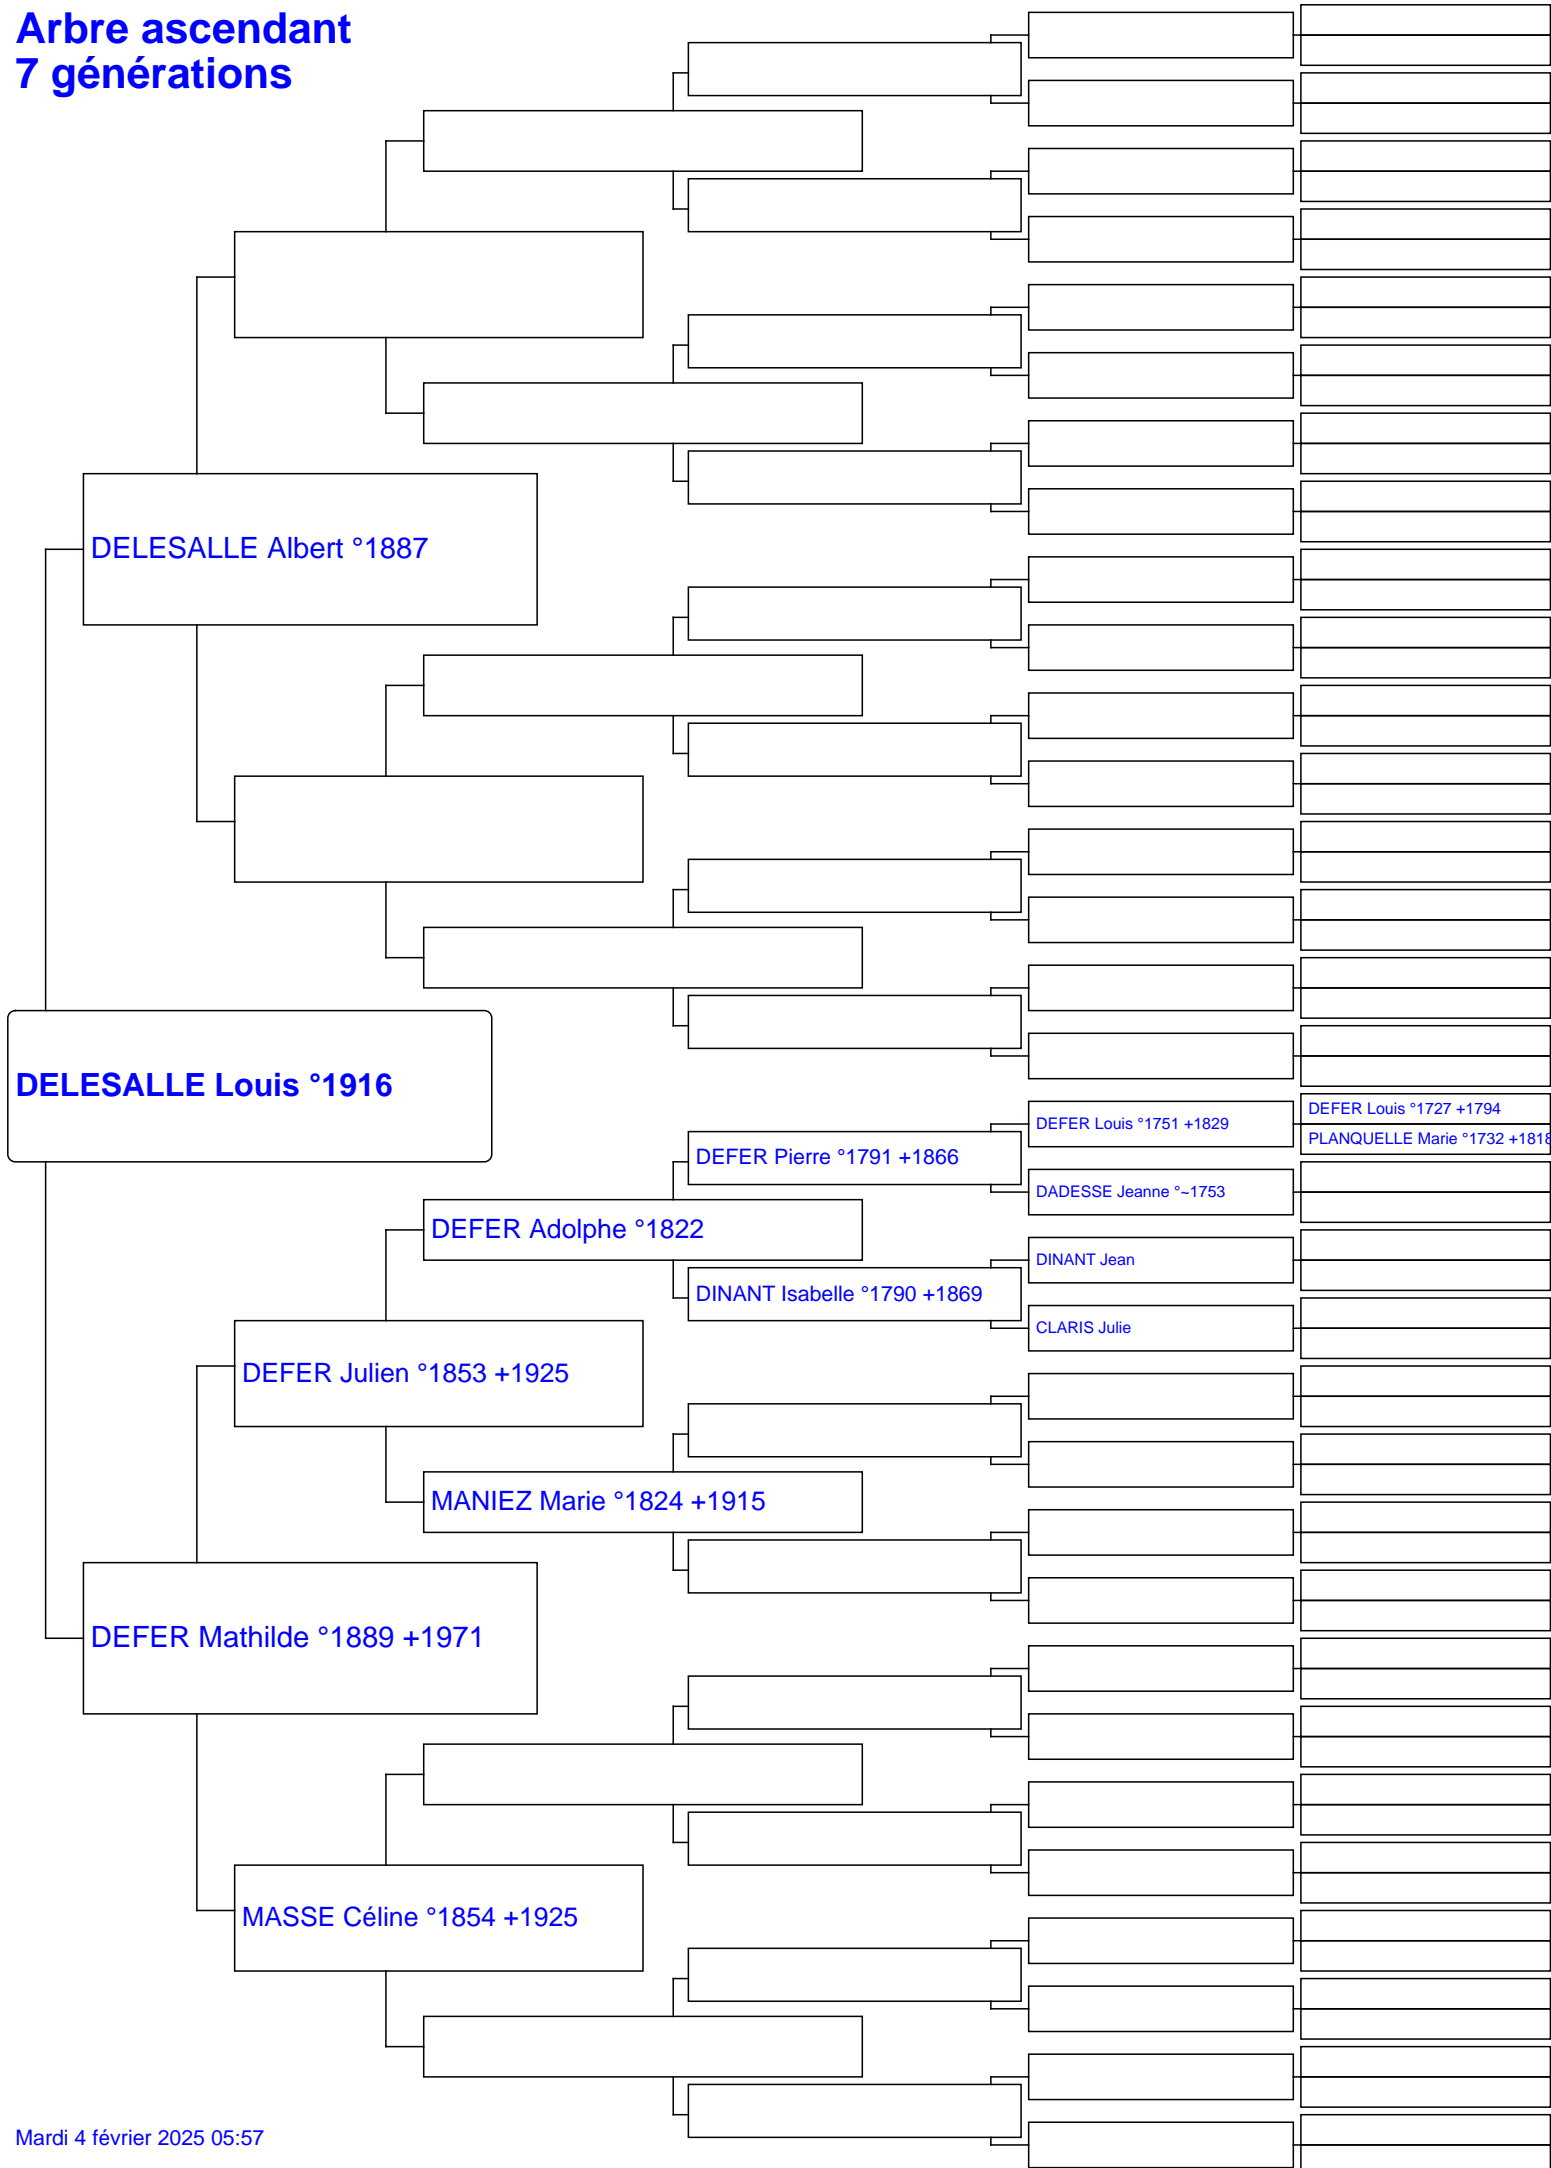 Arbre ascendant
7 générations
DELESALLE Albert °1887
DELESALLE Louis °1916
DEFER Louis °1727 +1794
DEFER Louis °1751 +1829
PLANQUELLE Marie °1732 +1818
DEFER Pierre °1791 +1866
DADESSE Jeanne °~1753
DEFER Adolphe °1822
DINANT Jean
DINANT Isabelle °1790 +1869
CLARIS Julie
DEFER Julien °1853 +1925
MANIEZ Marie °1824 +1915
DEFER Mathilde °1889 +1971
MASSE Céline °1854 +1925
Mardi 4 février 2025 05:57